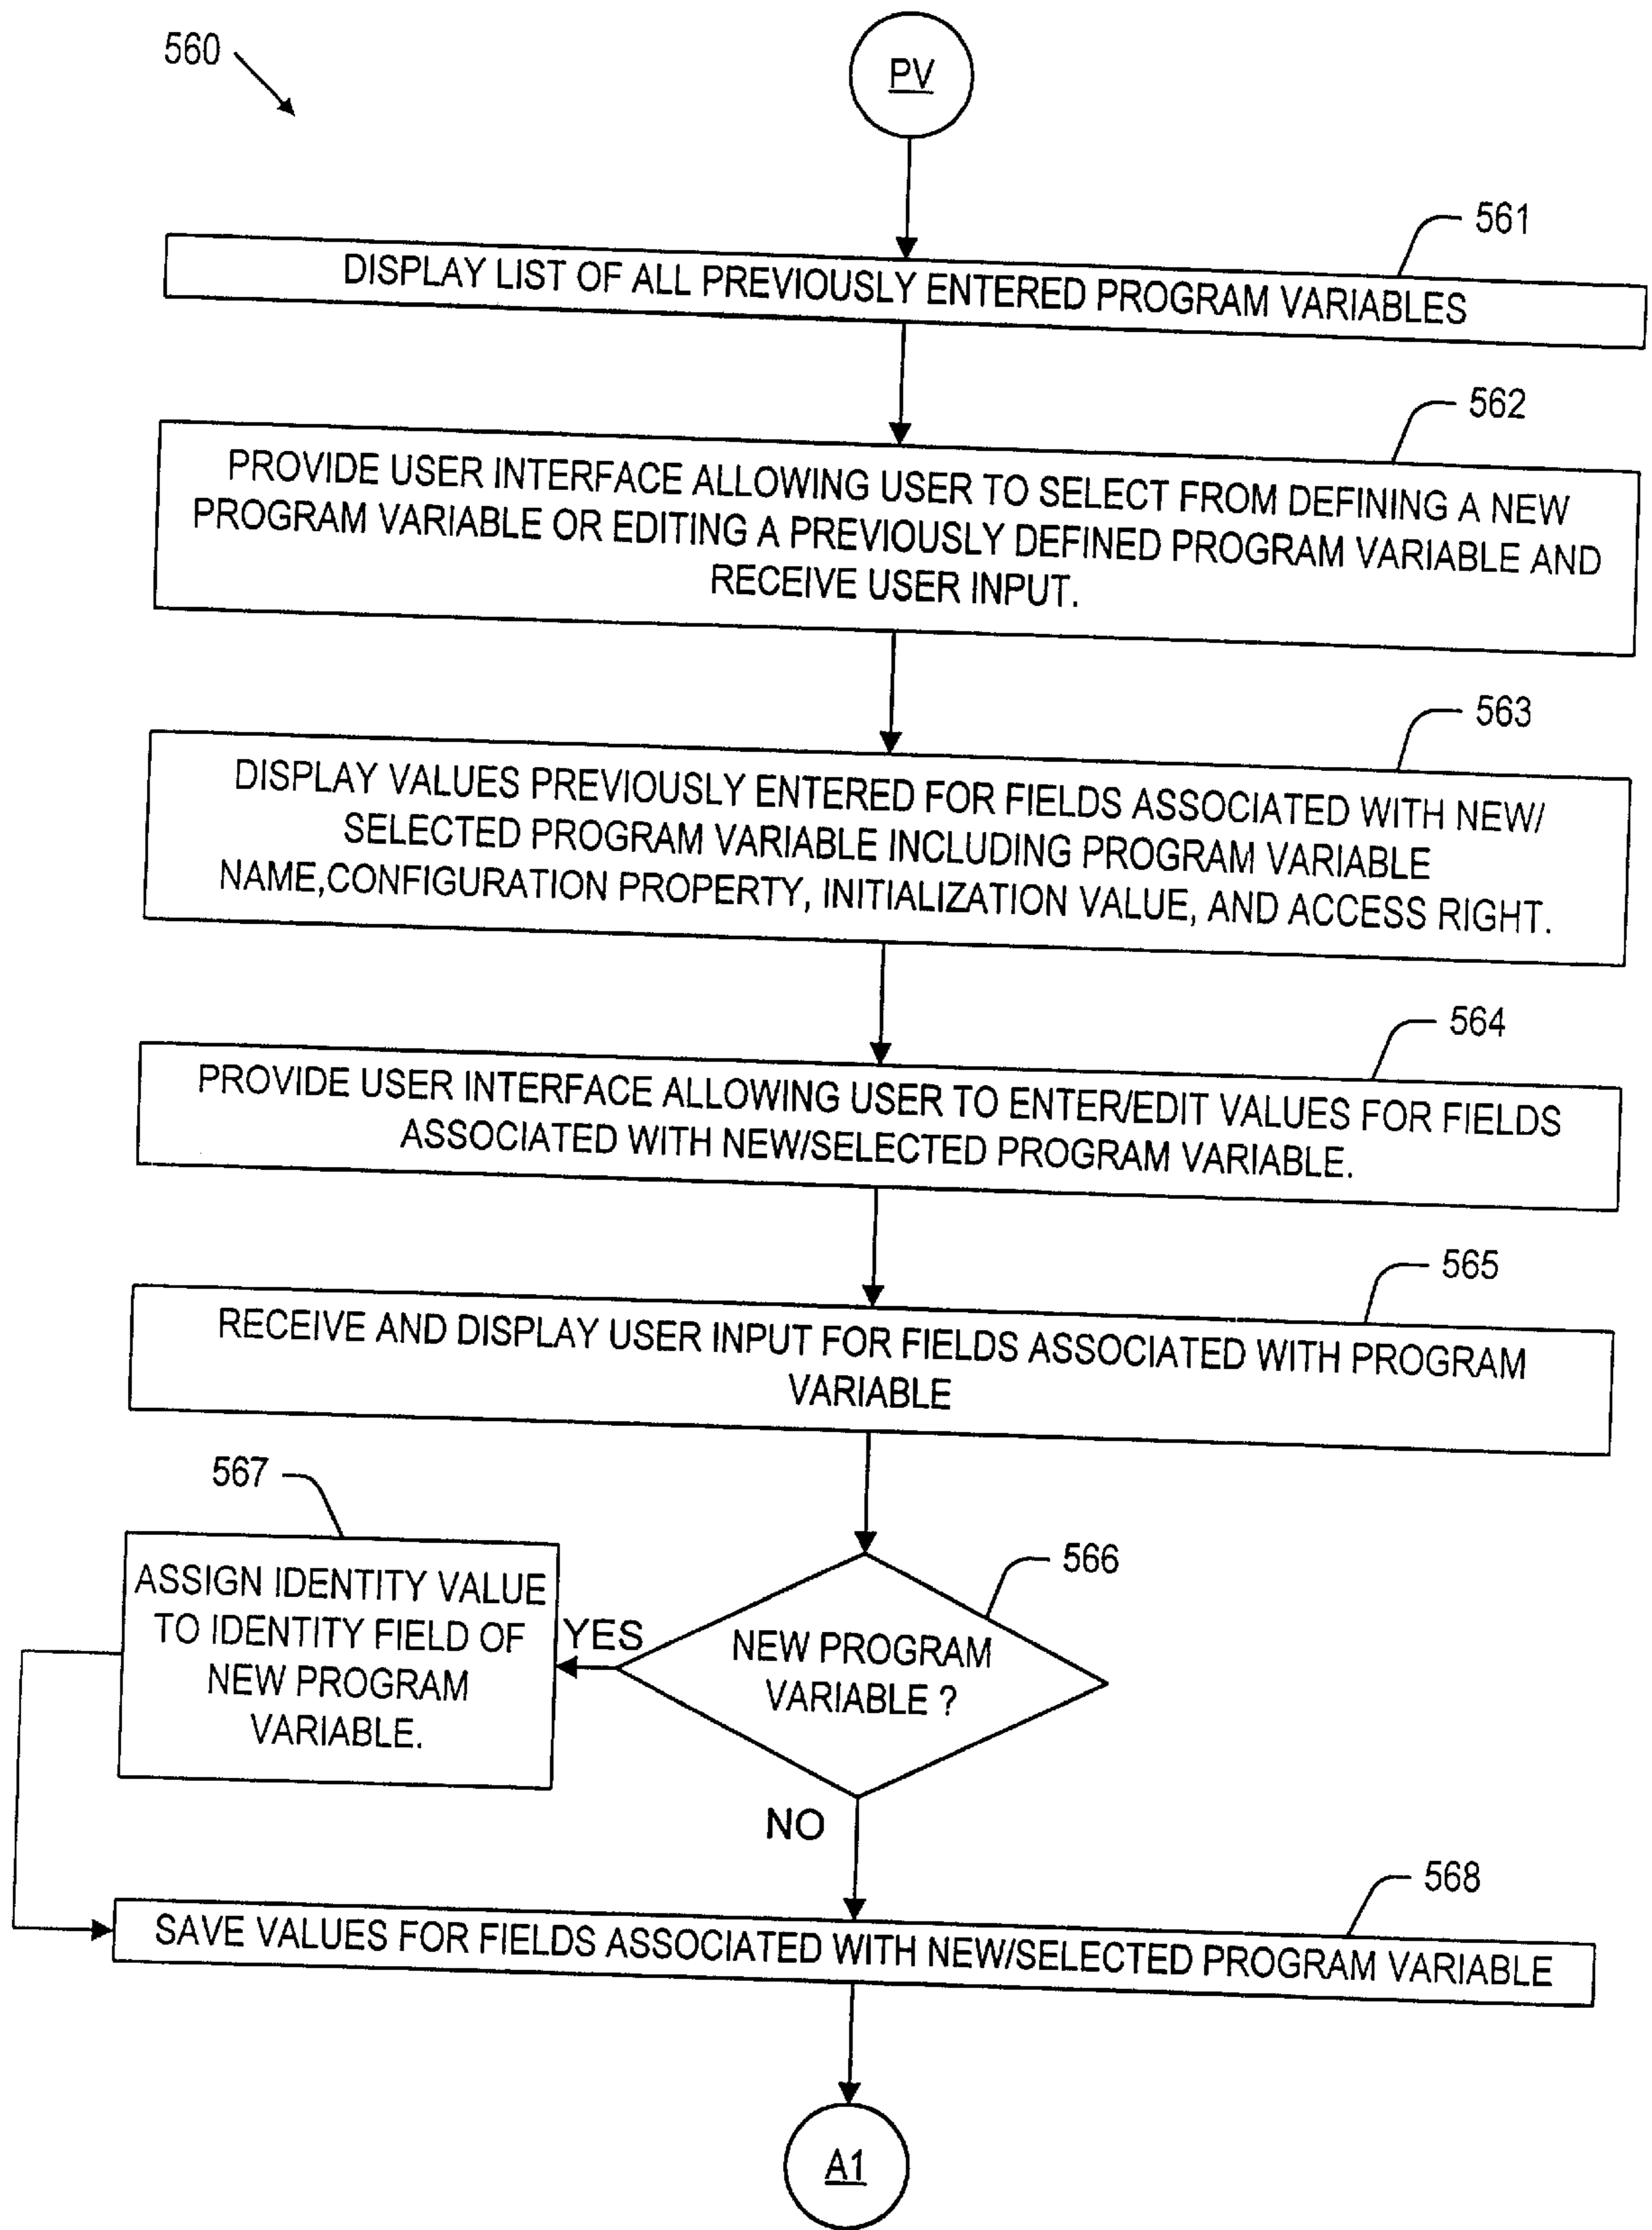 560
PV
561
DISPLAY LIST OF ALL PREVIOUSLY ENTERED PROGRAM VARIABLES
562
PROVIDE USER INTERFACE ALLOWING USER TO SELECT FROM DEFINING A NEW
PROGRAM VARIABLE OR EDITING A PREVIOUSLY DEFINED PROGRAM VARIABLE AND
RECEIVE USER INPUT.
563
DISPLAY VALUES PREVIOUSLY ENTERED FOR FIELDS ASSOCIATED WITH NEW/
SELECTED PROGRAM VARIABLE INCLUDING PROGRAM VARIABLE
NAME,CONFIGURATION PROPERTY, INITIALIZATION VALUE, AND ACCESS RIGHT.
564
PROVIDE USER INTERFACE ALLOWING USER TO ENTER/EDIT VALUES FOR FIELDS
ASSOCIATED WITH NEW/SELECTED PROGRAM VARIABLE.
565
RECEIVE AND DISPLAY USER INPUT FOR FIELDS ASSOCIATED WITH PROGRAM
VARIABLE
567
ASSIGN IDENTITY VALUE
TO IDENTITY FIELD OF
NEW PROGRAM
VARIABLE.
YES
566
NEW PROGRAM
VARIABLE ?
NO
568
SAVE VALUES FOR FIELDS ASSOCIATED WITH NEW/SELECTED PROGRAM VARIABLE
A1